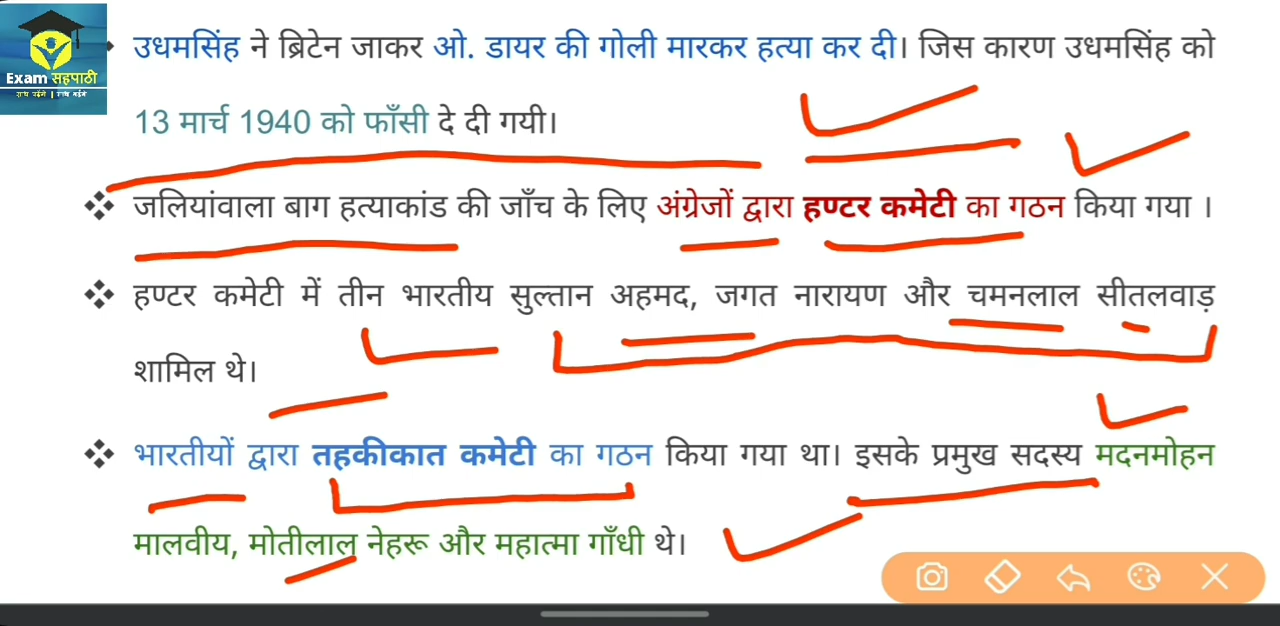 Exam सहपाठी
उधमसिंह ने ब्रिटेन जाकर ओ. डायर की गोली मारकर हत्या कर दी। जिस कारण उधमसिंह को
13 मार्च 1940 को फाँसी दे दी गयी।
❖ जलियांवाला बाग हत्याकांड की जाँच के लिए अंग्रेजों द्वारा हण्टर कमेटी का गठन किया गया ।
❖ हण्टर कमेटी में तीन भारतीय सुल्तान अहमद, जगत नारायण और चमनलाल सीतलवाड़
शामिल थे।
❖ भारतीयों द्वारा तहकीकात कमेटी का गठन किया गया था। इसके प्रमुख सदस्य मदनमोहन
मालवीय, मोतीलाल नेहरू और महात्मा गाँधी थे।